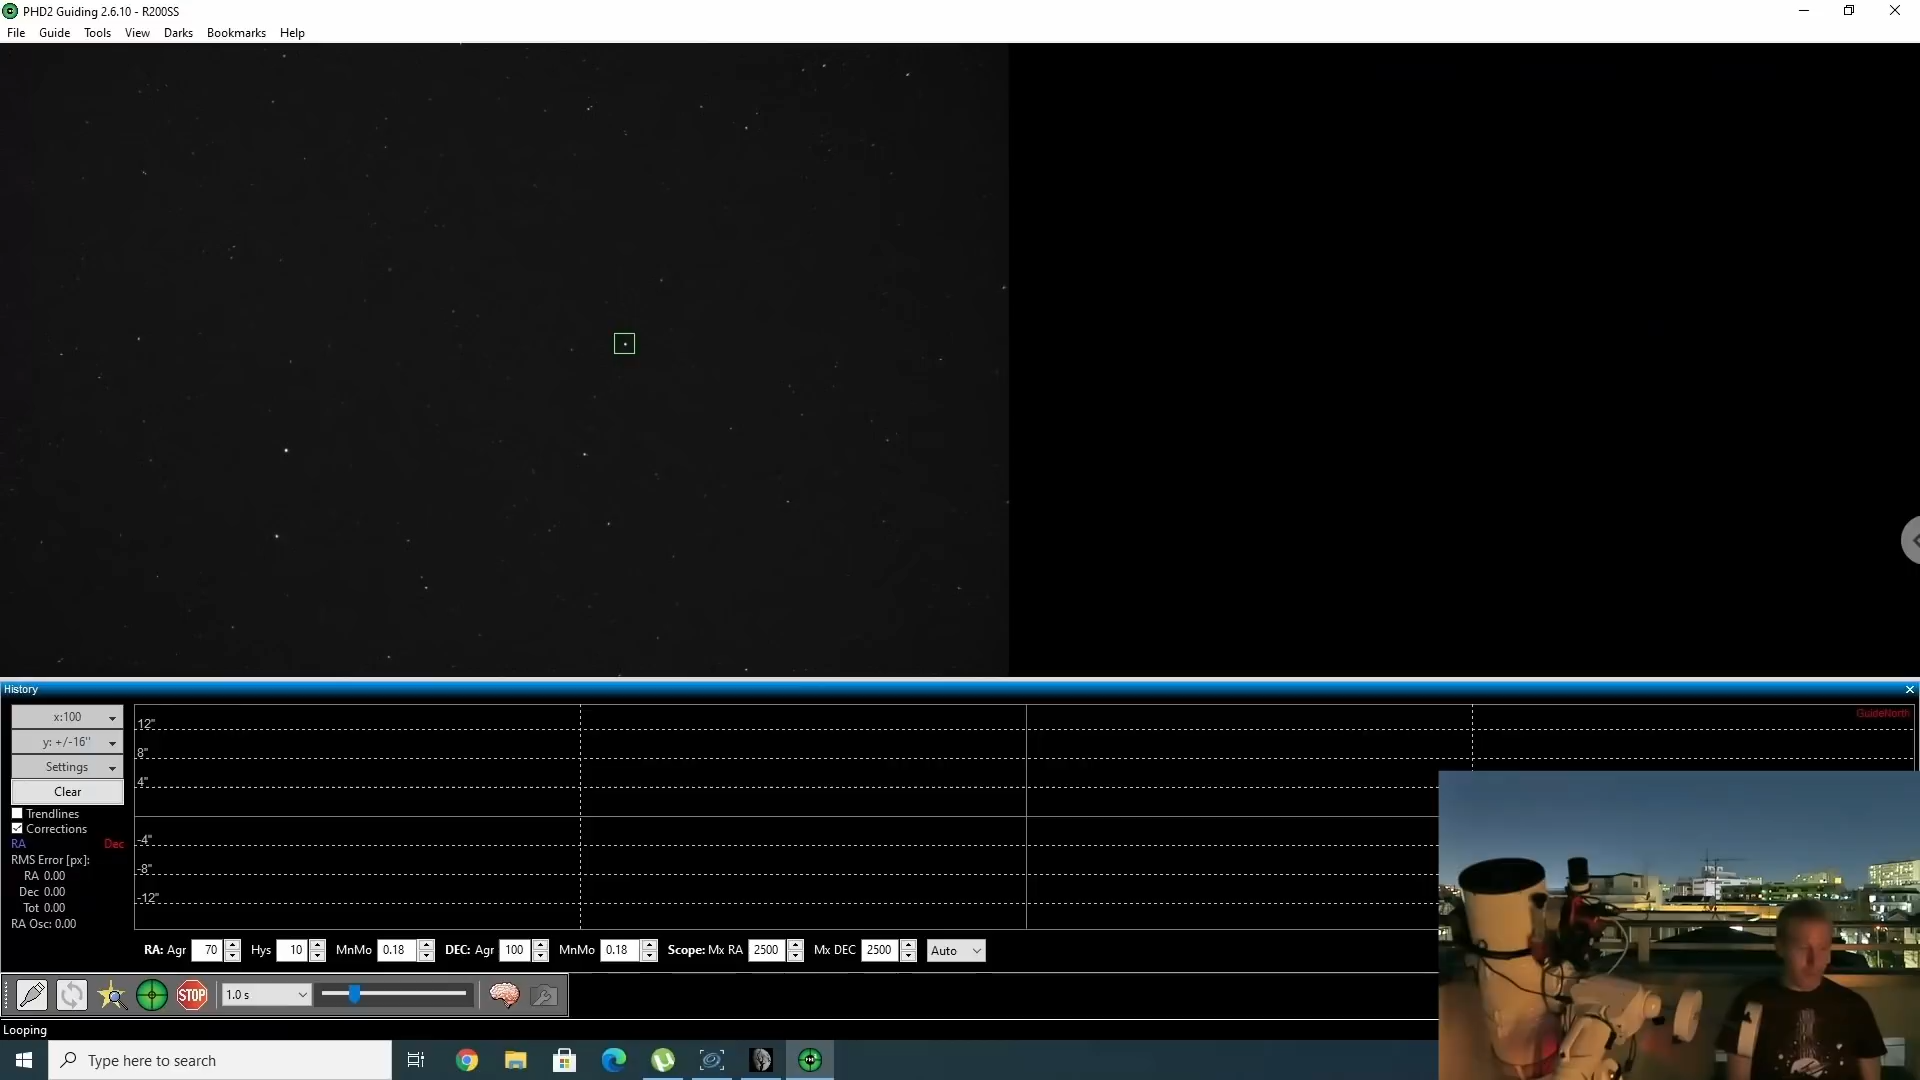 PHD2 Guiding 2.6.10 - R200SS
File Guide Tools View Darks Bookmarks Help
History
x:100
y: +/-16"
Settings
Clear
Trendlines
Corrections
RA Dec
RMS Error [px]:
RA 0.00
Dec 0.00
Tot 0.00
RA Osc: 0.00
12"
8"
4"
-4"
-8"
-12"
GuideNorth
RA: Agr 70 Hys 10 MnMo 0.18 DEC: Agr 100 MnMo 0.18 Scope: Mx RA 2500 Mx DEC 2500 Auto
STOP 1.0 s
Looping
Type here to search